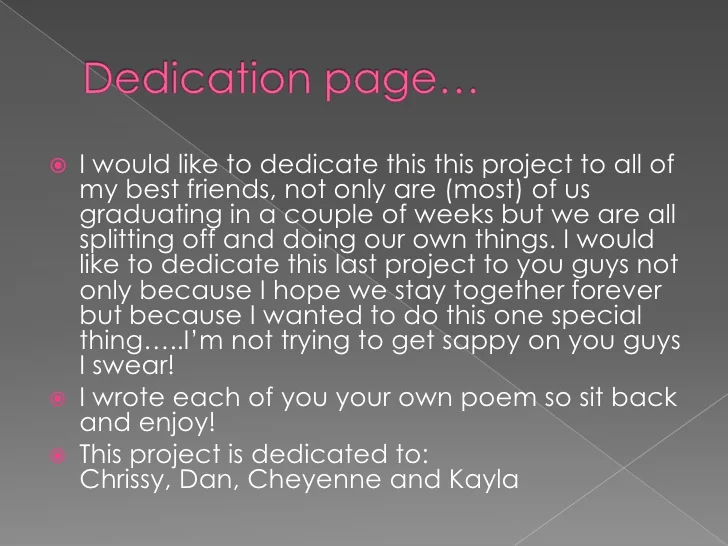 Dedication page…
I would like to dedicate this this project to all of
my best friends, not only are (most) of us
graduating in a couple of weeks but we are all
splitting off and doing our own things. I would
like to dedicate this last project to you guys not
only because I hope we stay together forever
but because I wanted to do this one special
thing…..I’m not trying to get sappy on you guys
I swear!
I wrote each of you your own poem so sit back
and enjoy!
This project is dedicated to:
Chrissy, Dan, Cheyenne and Kayla